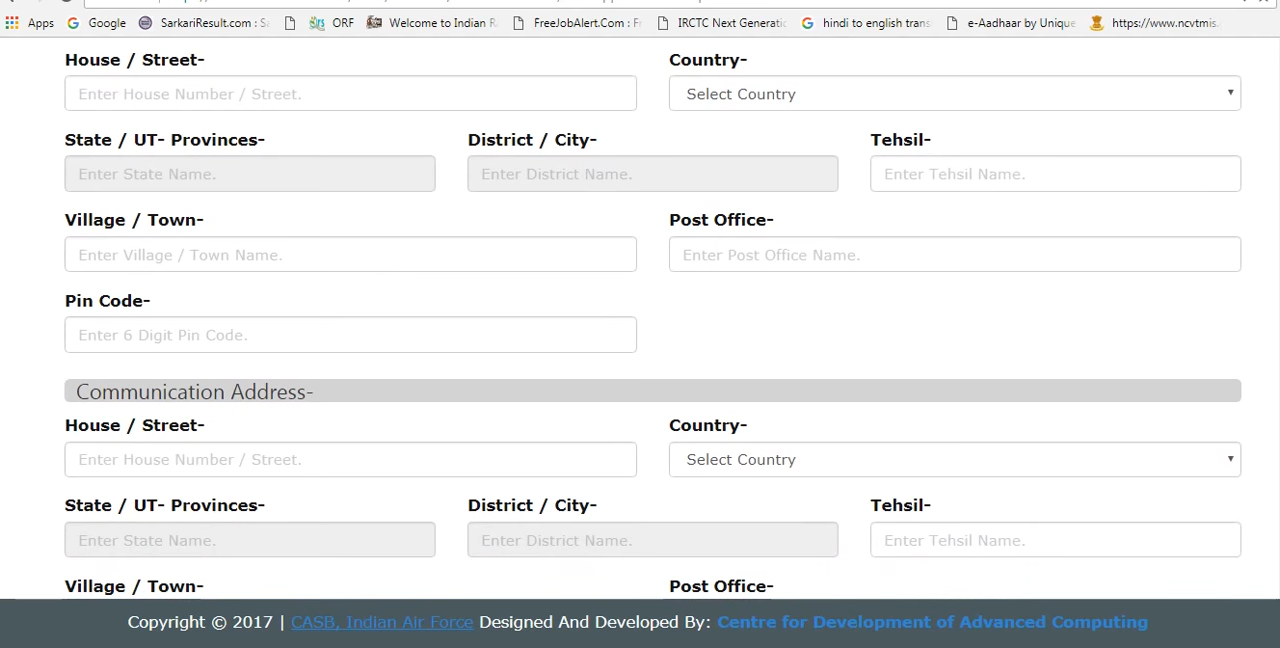 Apps Google SarkariResult.com : Sa ORF Welcome to Indian R FreeJobAlert.Com : Fr IRCTC Next Generati hindi to english trans e-Aadhaar by Unique https://www.ncvtmis.
House / Street- Country-
Enter House Number / Street. Select Country
State / UT- Provinces- District / City- Tehsil-
Enter State Name. Enter District Name. Enter Tehsil Name.
Village / Town- Post Office-
Enter Village / Town Name. Enter Post Office Name.
Pin Code-
Enter 6 Digit Pin Code.
Communication Address-
House / Street- Country-
Enter House Number / Street. Select Country
State / UT- Provinces- District / City- Tehsil-
Enter State Name. Enter District Name. Enter Tehsil Name.
Village / Town- Post Office-
Copyright © 2017 | CASB, Indian Air Force Designed And Developed By: Centre for Development of Advanced Computing